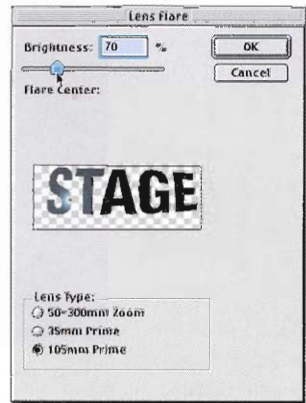 Lens Flare
Brightness: 70 %
OK
Cancel
Flare Center:
STAGE
Lens Type:
50-300mm Zoom
35mm Prime
105mm Prime